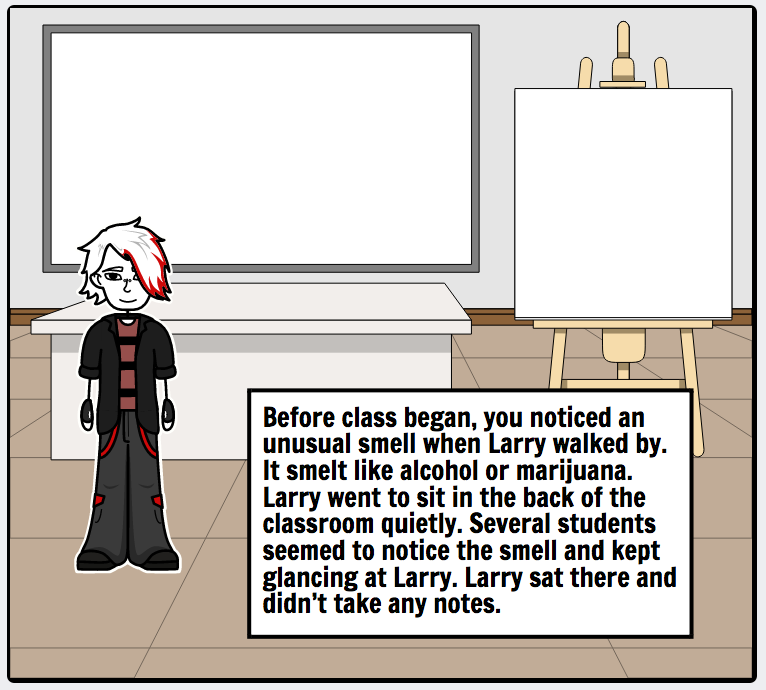 Before class began, you noticed an
unusual smell when Larry walked by.
It smelt like alcohol or marijuana.
Larry went to sit in the back of the
classroom quietly. Several students
seemed to notice the smell and kept
glancing at Larry. Larry sat there and
didn't take any notes.